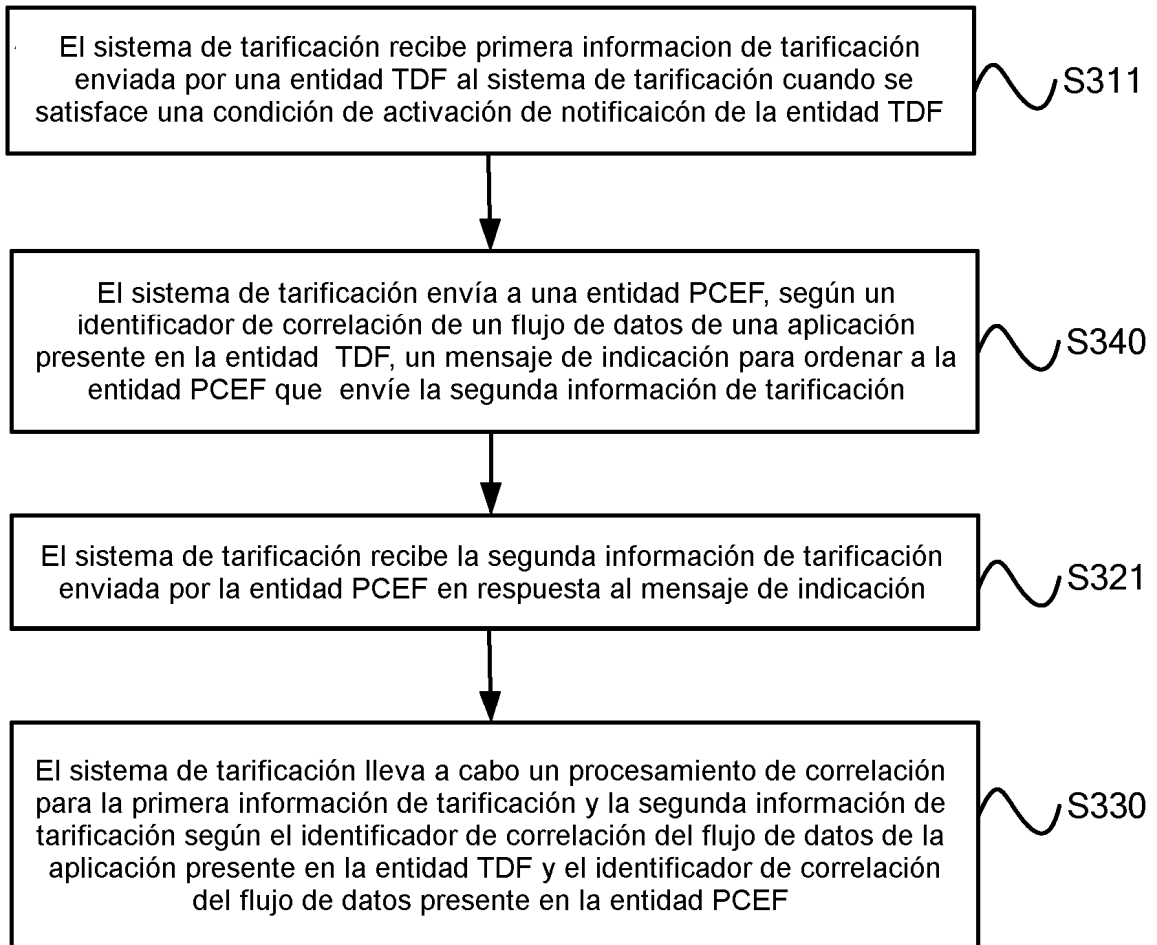 El sistema de tarificación recibe primera informacion de tarificación
enviada por una entidad TDF al sistema de tarificación cuando se
satisface una condición de activación de notificaicón de la entidad TDF
S311
El sistema de tarificación envía a una entidad PCEF, según un
identificador de correlación de un flujo de datos de una aplicación
presente en la entidad TDF, un mensaje de indicación para ordenar a la
entidad PCEF que envíe la segunda información de tarificación
S340
El sistema de tarificación recibe la segunda información de tarificación
enviada por la entidad PCEF en respuesta al mensaje de indicación
S321
El sistema de tarificación lleva a cabo un procesamiento de correlación
para la primera información de tarificación y la segunda información de
tarificación según el identificador de correlación del flujo de datos de la
aplicación presente en la entidad TDF y el identificador de correlación
del flujo de datos presente en la entidad PCEF
S330